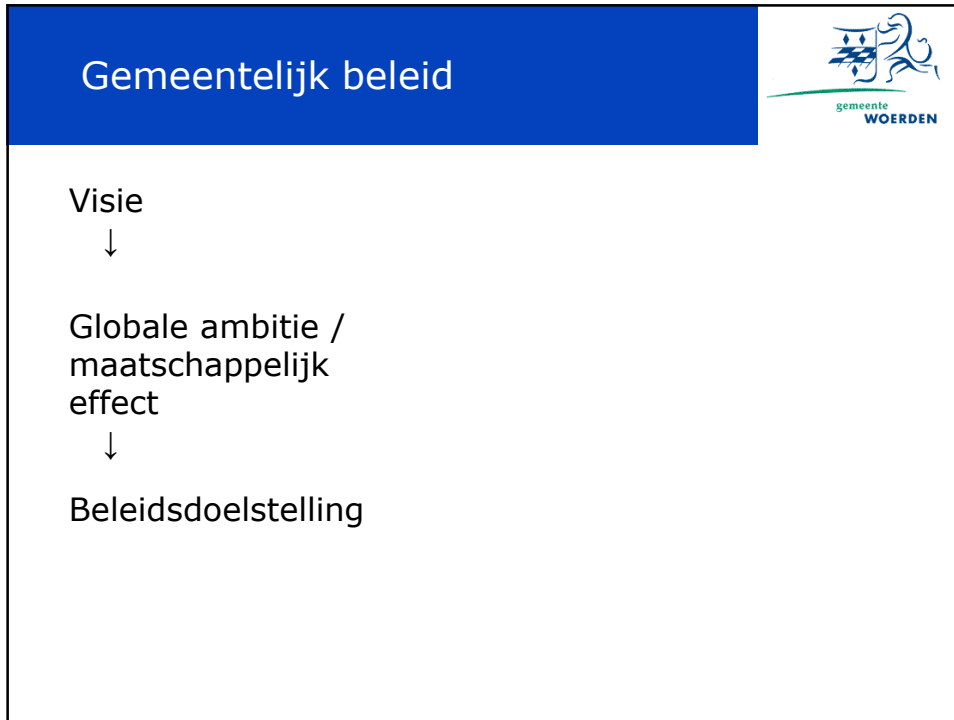 Gemeentelijk beleid
gemeente
WOERDEN
Visie
↓
Globale ambitie /
maatschappelijk
effect
↓
Beleidsdoelstelling